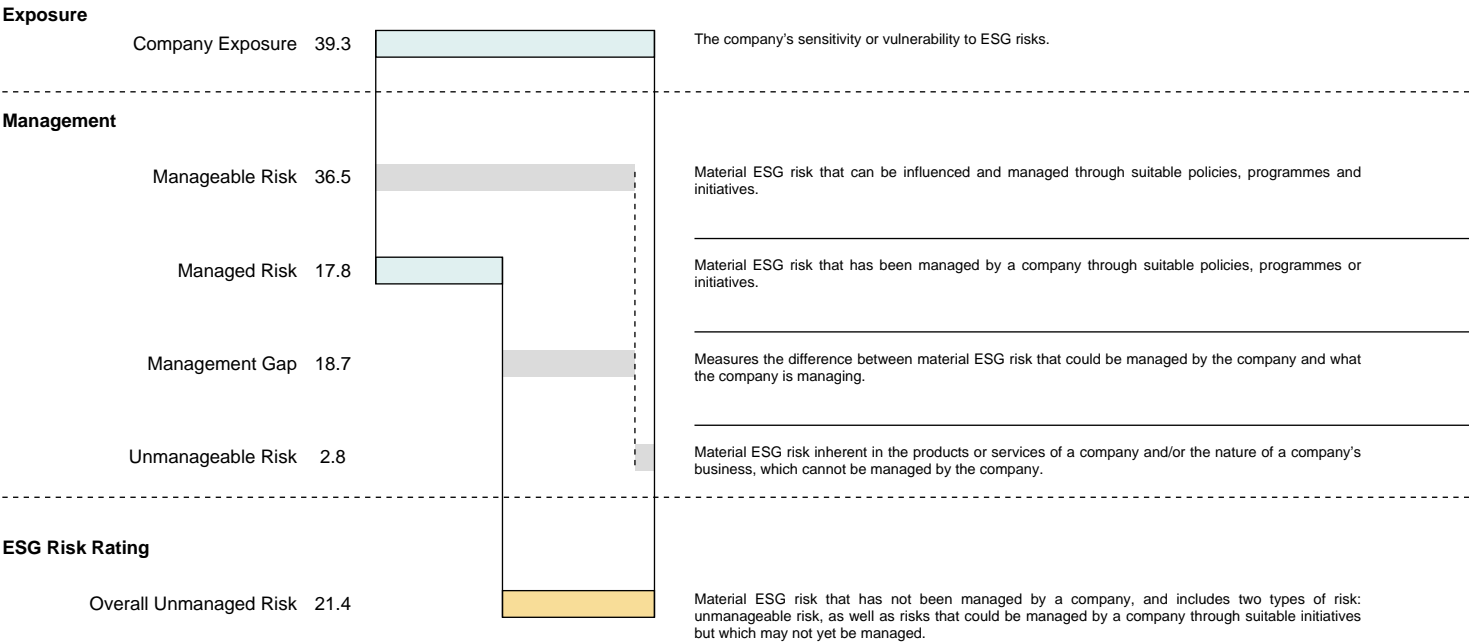 Exposure
Company Exposure 39.3
The company's sensitivity or vulnerability to ESG risks.
Management
Manageable Risk 36.5
Material ESG risk that can be influenced and managed through suitable policies, programmes and
initiatives.
Managed Risk 17.8
Material ESG risk that has been managed by a company through suitable policies, programmes or
initiatives.
Management Gap 18.7
Measures the difference between material ESG risk that could be managed by the company and what
the company is managing.
Unmanageable Risk 2.8
Material ESG risk inherent in the products or services of a company and/or the nature of a company's
business, which cannot be managed by the company.
ESG Risk Rating
Overall Unmanaged Risk 21.4
Material ESG risk that has not been managed by a company, and includes two types of risk:
unmanageable risk, as well as risks that could be managed by a company through suitable initiatives
but which may not yet be managed.